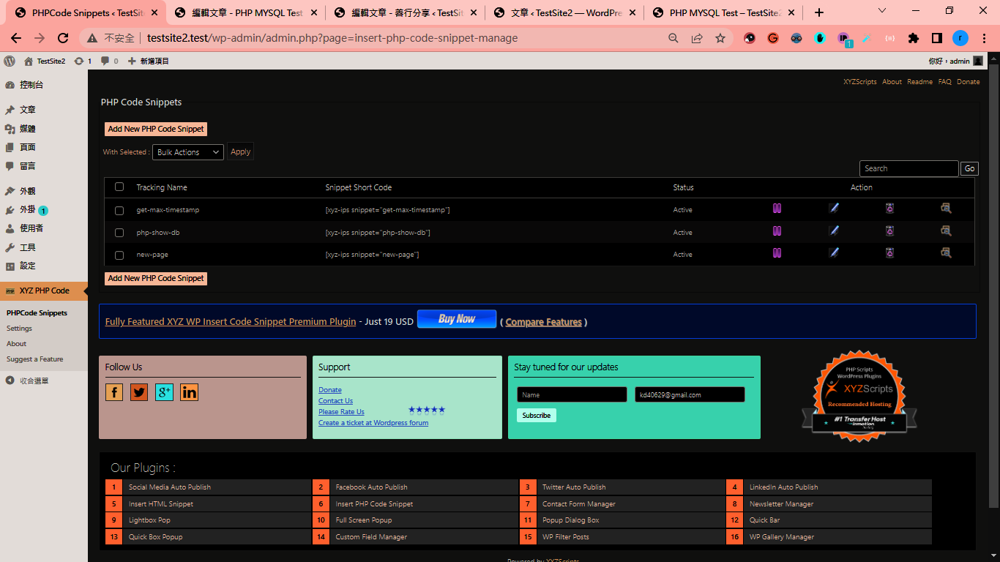 PHPCode Snippets ‹ TestSit
編輯文章 - PHP MYSQL Test
編輯文章 - 善行分享 ‹ TestSit
文章 ‹ TestSite2 — WordPre
PHP MYSQL Test – TestSite2
不安全 testsite2.test/wp-admin/admin.php?page=insert-php-code-snippet-manage
1
r
TestSite2 1 0 新增項目
你好，admin
控制台
文章
媒體
頁面
留言
外觀
外掛 1
使用者
工具
設定
XYZ PHP Code
PHPCode Snippets
Settings
About
Suggest a Feature
收合選單
XYZScripts About Readme FAQ Donate
PHP Code Snippets
Add New PHP Code Snippet
With Selected : Bulk Actions Apply
Search Go
Tracking Name Snippet Short Code Status Action
get-max-timestamp [xyz-ips snippet="get-max-timestamp"] Active
php-show-db [xyz-ips snippet="php-show-db"] Active
new-page [xyz-ips snippet="new-page"] Active
Add New PHP Code Snippet
Fully Featured XYZ WP Insert Code Snippet Premium Plugin - Just 19 USD Buy Now ( Compare Features )
Follow Us
Support
Donate
Contact Us
Please Rate Us
Create a ticket at Wordpress forum
Stay tuned for our updates
Name kd40629@gmail.com
Subscribe
PHP Scripts
WordPress Plugins
XYZScripts
Recommended Hosting
#1 Transfer Host
Inmotion
Our Plugins :
1 Social Media Auto Publish 2 Facebook Auto Publish 3 Twitter Auto Publish 4 LinkedIn Auto Publish
5 Insert HTML Snippet 6 Insert PHP Code Snippet 7 Contact Form Manager 8 Newsletter Manager
9 Lightbox Pop 10 Full Screen Popup 11 Popup Dialog Box 12 Quick Bar
13 Quick Box Popup 14 Custom Field Manager 15 WP Filter Posts 16 WP Gallery Manager
Powered by XYZScripts